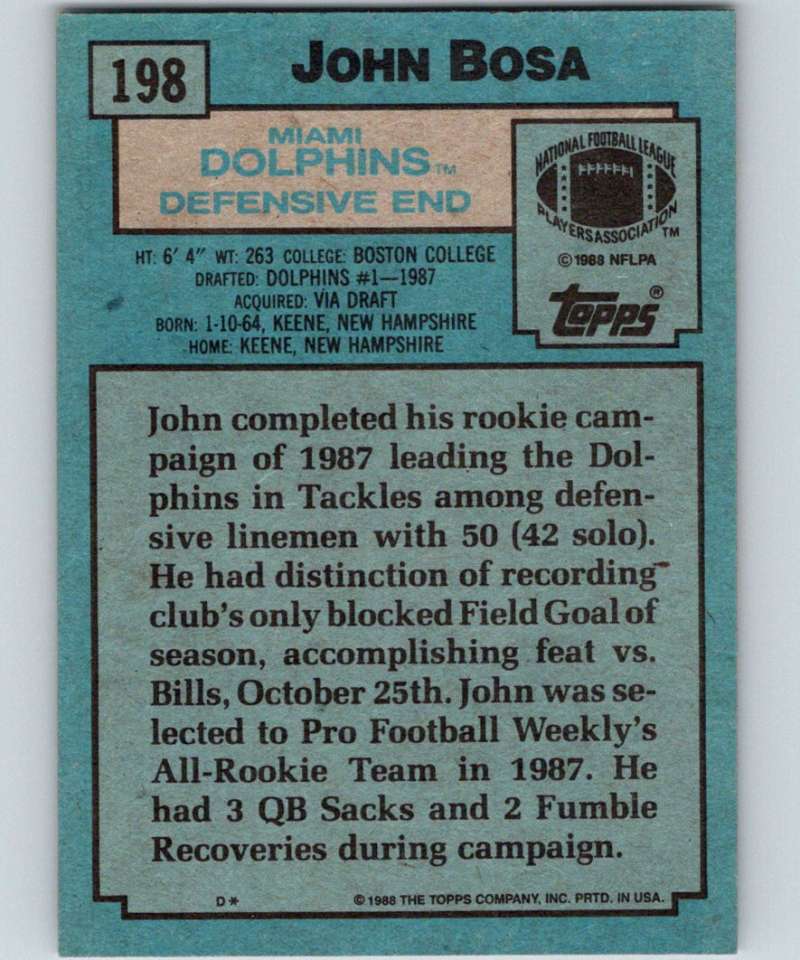 198
JOHN BOSA
MIAMI
DOLPHINS™
DEFENSIVE END
NATIONAL FOOTBALL LEAGUE
PLAYERS ASSOCIATION™
©1988 NFLPA
TOPPS®
HT: 6' 4" WT: 263 COLLEGE: BOSTON COLLEGE
DRAFTED: DOLPHINS #1—1987
ACQUIRED: VIA DRAFT
BORN: 1-10-64, KEENE, NEW HAMPSHIRE
HOME: KEENE, NEW HAMPSHIRE
John completed his rookie cam-
paign of 1987 leading the Dol-
phins in Tackles among defen-
sive linemen with 50 (42 solo).
He had distinction of recording
club's only blocked Field Goal of
season, accomplishing feat vs.
Bills, October 25th. John was se-
lected to Pro Football Weekly's
All-Rookie Team in 1987. He
had 3 QB Sacks and 2 Fumble
Recoveries during campaign.
D* ©1988 THE TOPPS COMPANY, INC. PRTD. IN USA.